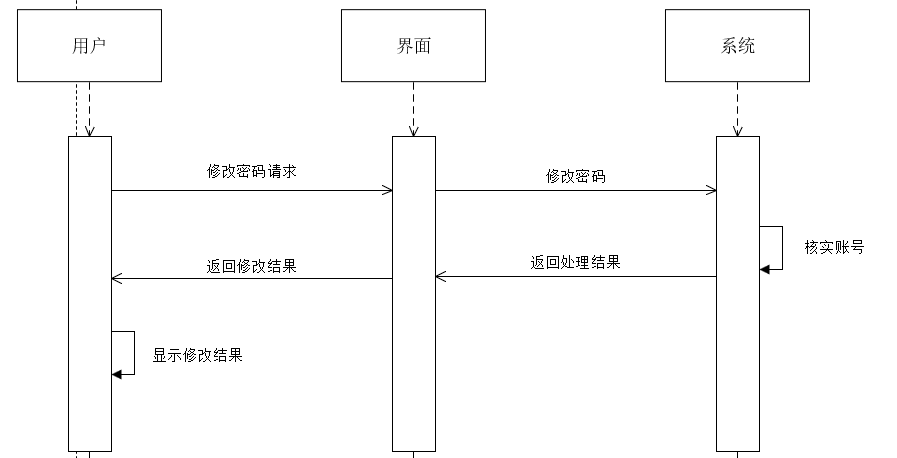 用户
界面
系统
修改密码请求
修改密码
核实账号
返回修改结果
返回处理结果
显示修改结果